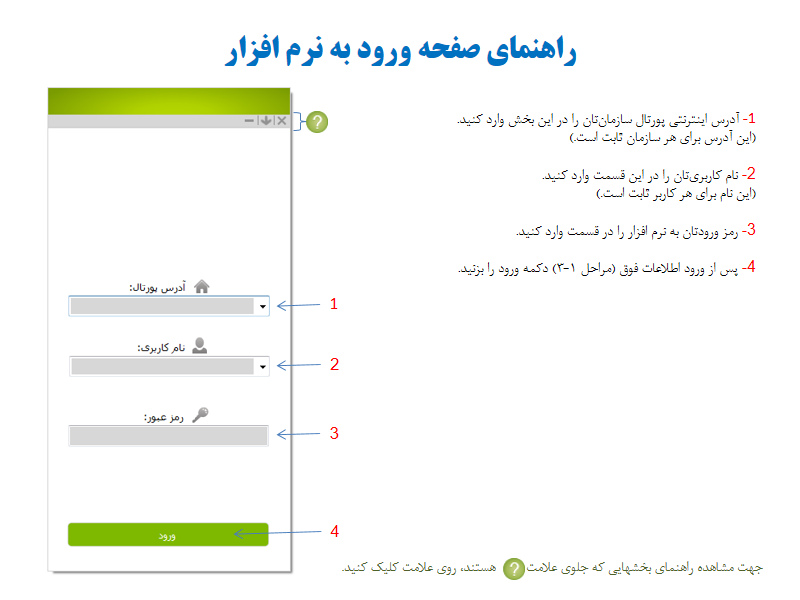 راهنمای صفحه ورود به نرم افزار
1- آدرس اینترنتی پورتال سازمان‌تان را در این بخش وارد کنید.
(این آدرس برای هر سازمان ثابت است.)
2- نام کاربری‌تان را در این قسمت وارد کنید.
(این نام برای هر کاربر ثابت است.)
3- رمز ورودتان به نرم افزار را در قسمت وارد کنید.
4- پس از ورود اطلاعات فوق (مراحل ۱-۳) دکمه ورود را بزنید.
?
آدرس پورتال:
1
نام کاربری:
2
رمز عبور:
3
ورود
4
جهت مشاهده راهنمای بخشهایی که جلوی علامت ? هستند، روی علامت کلیک کنید.